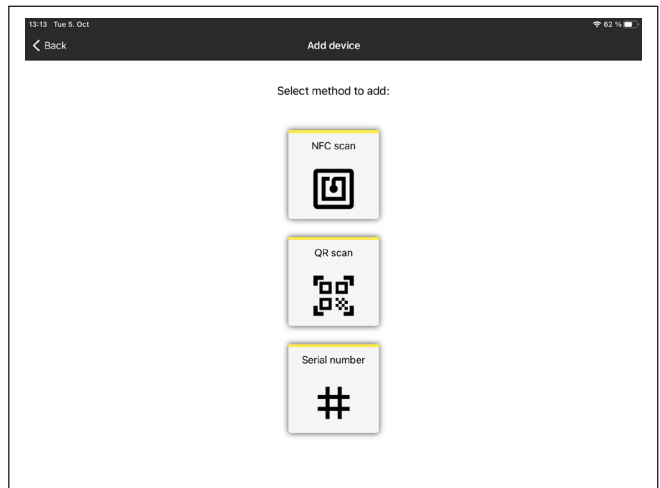 13:13 Tue 5. Oct 62 %
Back Add device
Select method to add:
NFC scan
QR scan
Serial number